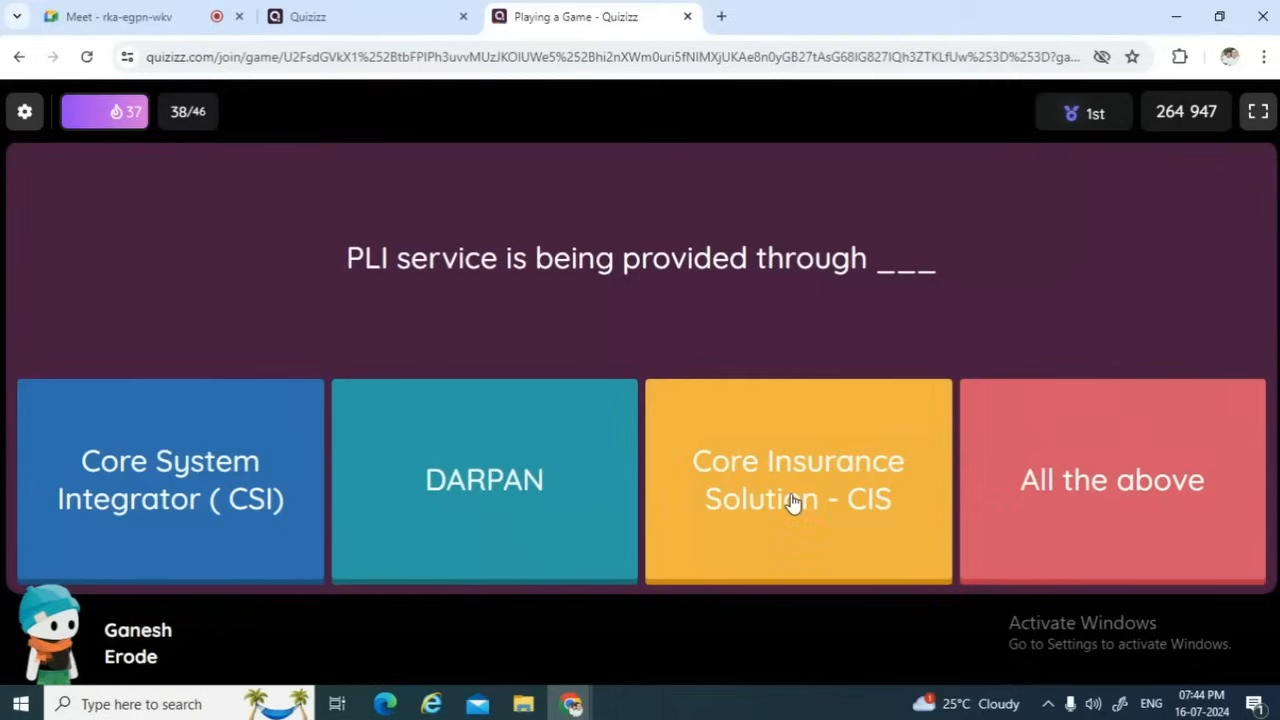 Meet - rka-egpn-wkv
Quizizz
Playing a Game - Quizizz
quizizz.com/join/game/U2FsdGVkX1%252BtbFPIPh3uvvMUzJKOIUWe5%252Bhi2nXWm0uri5fNIMXjUKAe8n0yGB27tAsG68IG827IQh3ZTKLfUw%253D%253D?ga...
37
38/46
1st
264 947
PLI service is being provided through ___
Core System
Integrator ( CSI)
DARPAN
Core Insurance
Solution - CIS
All the above
Ganesh
Erode
Activate Windows
Go to Settings to activate Windows.
Type here to search
1
25°C Cloudy
ENG
07:44 PM
16-07-2024
1